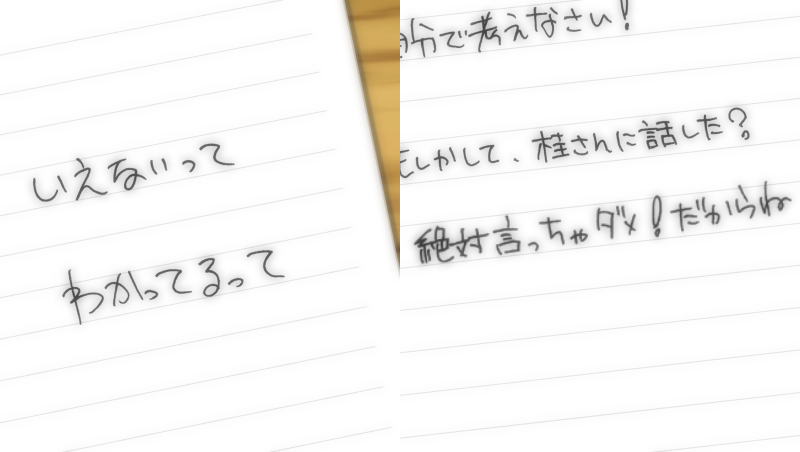 いえないって
わかってるって
自分で考えなさい!
もしかして、桂さんに話した?
絶対言っちゃダメ!だからね